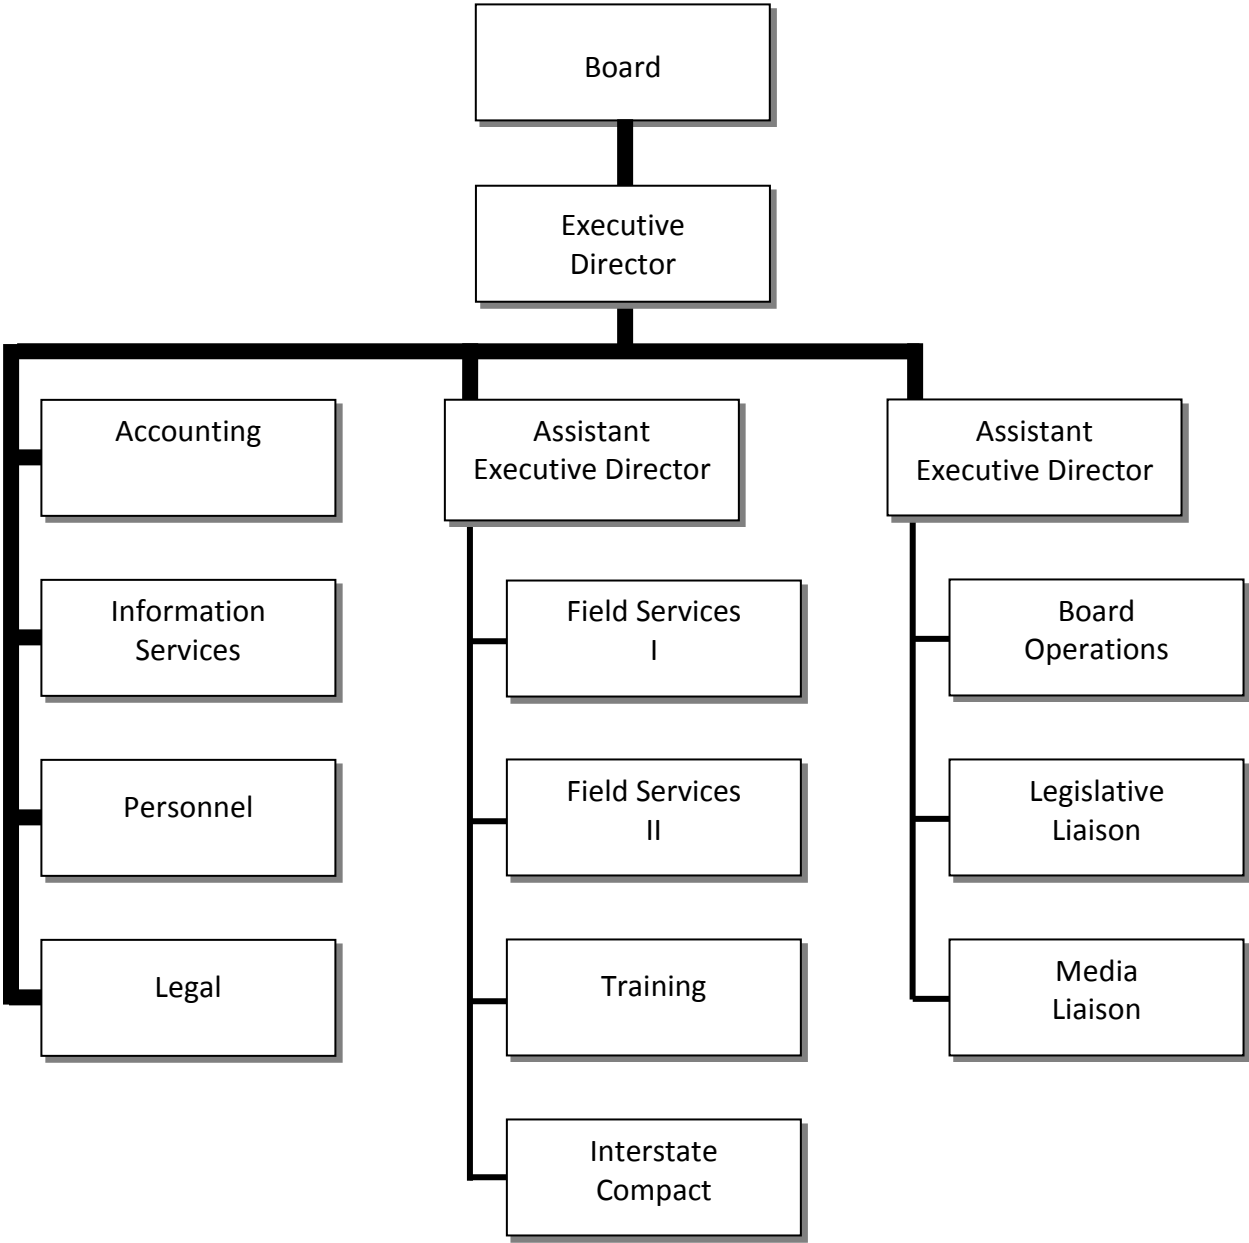 Board
Executive
Director
Accounting
Information
Services
Personnel
Legal
Assistant
Executive Director
Field Services
I
Field Services
II
Training
Interstate
Compact
Assistant
Executive Director
Board
Operations
Legislative
Liaison
Media
Liaison